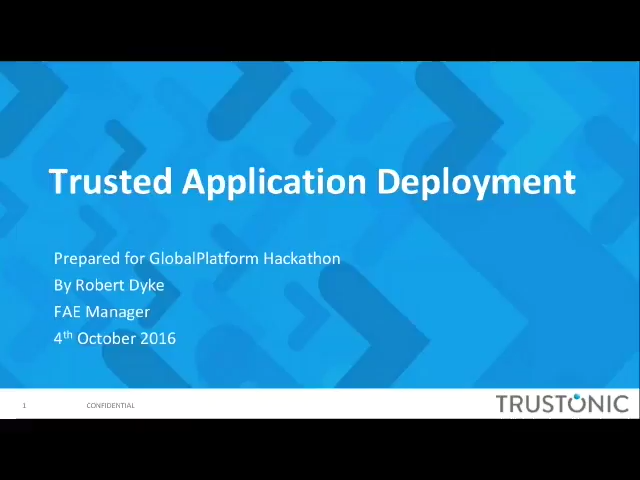 Trusted Application Deployment
Prepared for GlobalPlatform Hackathon
By Robert Dyke
FAE Manager
4th October 2016
1 CONFIDENTIAL
TRUSTONIC